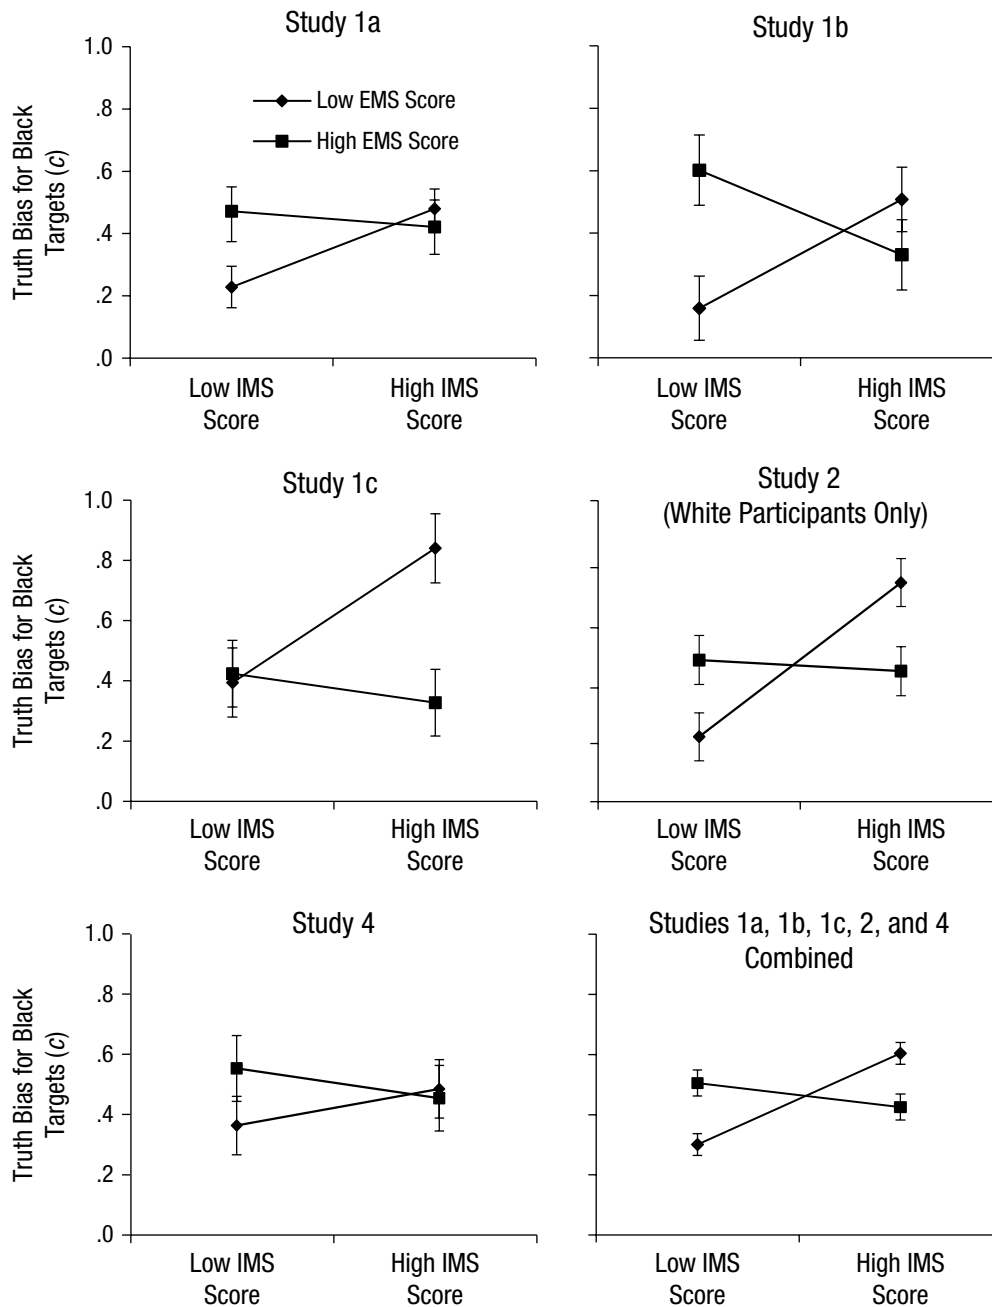 Study 1a
1.0
.8
.6
.4
.2
.0
Truth Bias for Black
Targets (c)
Low EMS Score
High EMS Score
Low IMS
Score
High IMS
Score
Study 1b
Low IMS
Score
High IMS
Score
Study 1c
1.0
.8
.6
.4
.2
.0
Truth Bias for Black
Targets (c)
Low IMS
Score
High IMS
Score
Study 2
(White Participants Only)
Low IMS
Score
High IMS
Score
Study 4
1.0
.8
.6
.4
.2
.0
Truth Bias for Black
Targets (c)
Low IMS
Score
High IMS
Score
Studies 1a, 1b, 1c, 2, and 4
Combined
Low IMS
Score
High IMS
Score